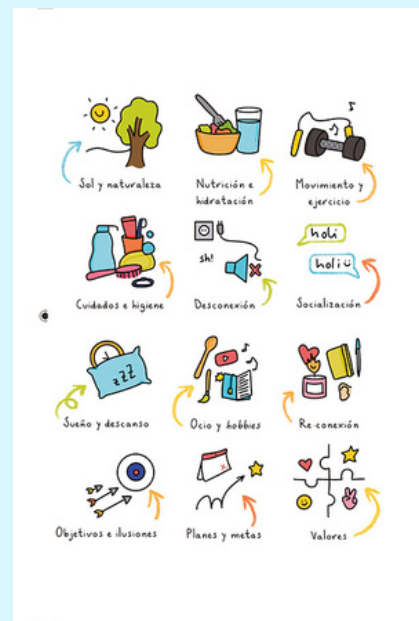 Sol y naturaleza
Nutrición e
hidratación
Movimiento y
ejercicio
Cuidados e higiene
sh!
Desconexión
holi
holi
Socialización
zzz
Sueño y descanso
Ocio y hobbies
Re-conexión
Objetivos e ilusiones
Planes y metas
Valores